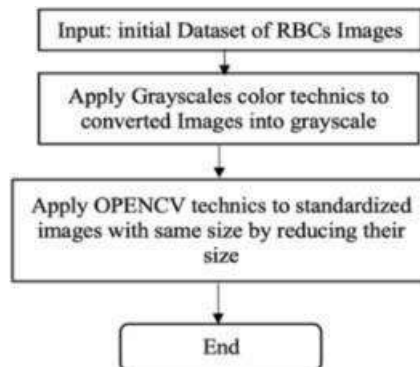 Input: initial Dataset of RBCs Images
Apply Grayscales color technics to
converted Images into grayscale
Apply OPENCV technics to standardized
images with same size by reducing their
size
End